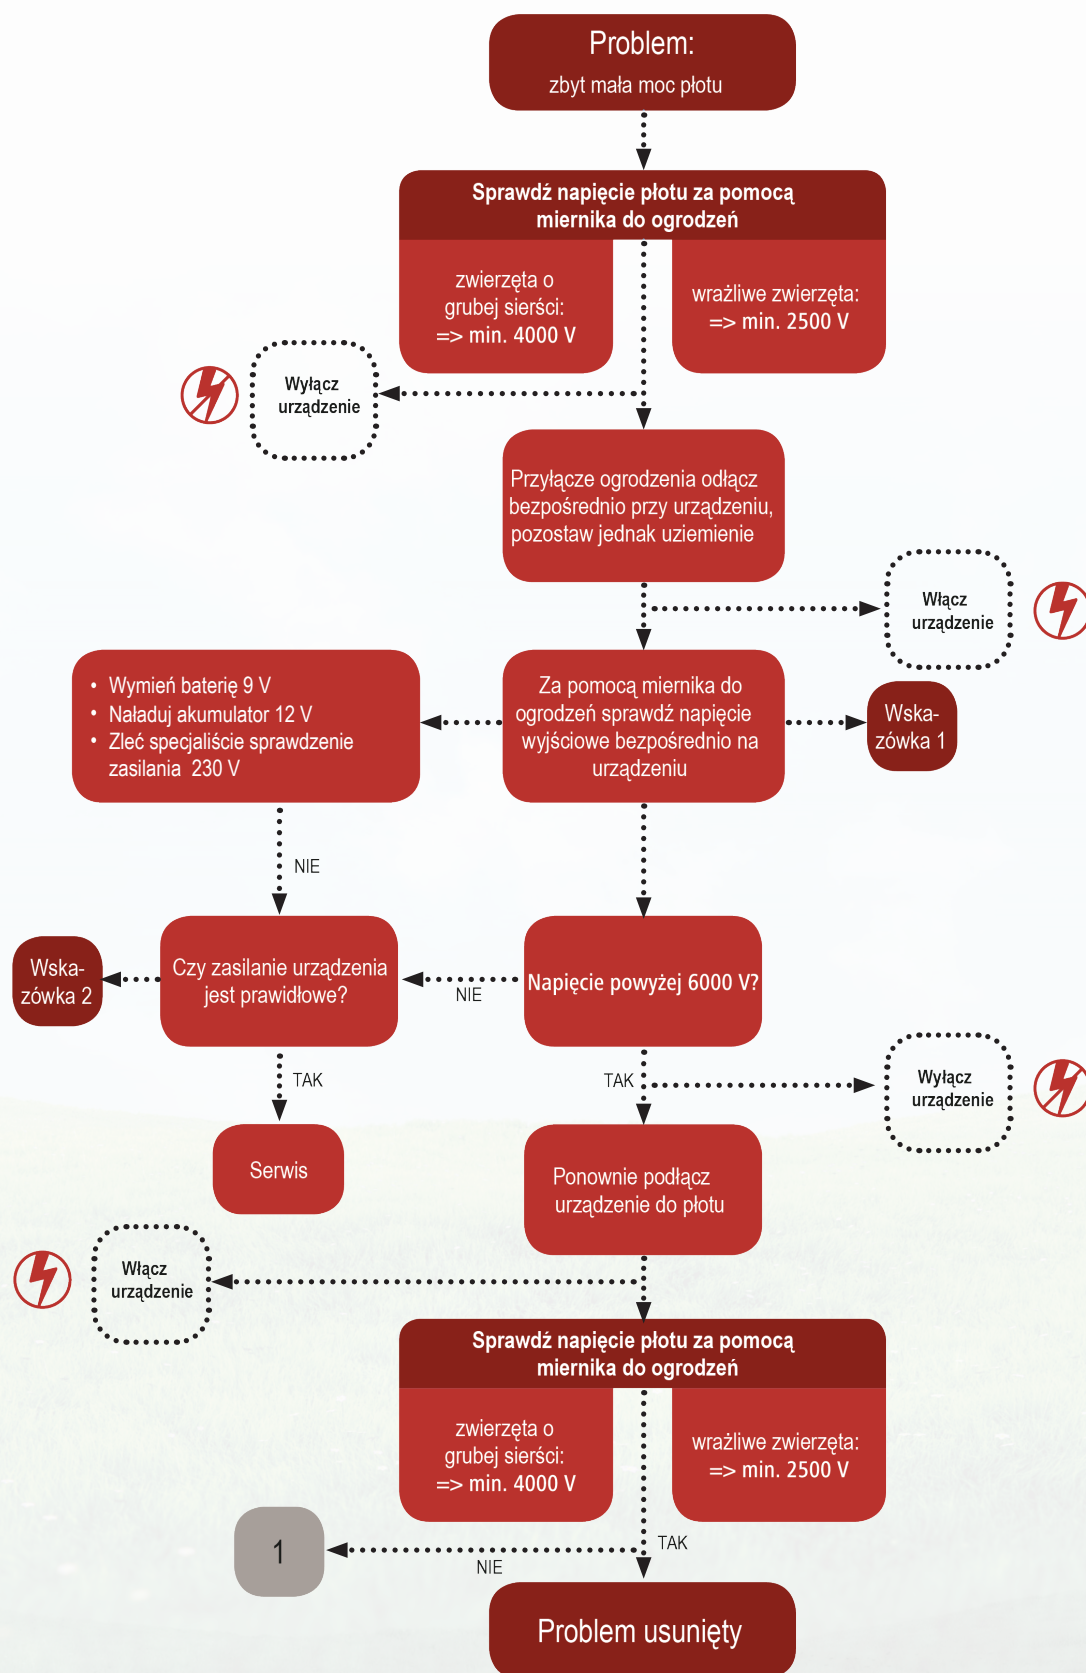 Problem:
zbyt mała moc płotu
Sprawdź napięcie płotu za pomocą
miernika do ogrodzeń
zwierzęta o
grubej sierści:
=> min. 4000 V
wrażliwe zwierzęta:
=> min. 2500 V
Wyłącz
urządzenie
Przyłącze ogrodzenia odłącz
bezpośrednio przy urządzeniu,
pozostaw jednak uziemienie
Włącz
urządzenie
• Wymień baterię 9 V
• Naładuj akumulator 12 V
• Zleć specjaliście sprawdzenie
zasilania 230 V
Za pomocą miernika do
ogrodzeń sprawdź napięcie
wyjściowe bezpośrednio na
urządzeniu
Wska-
zówka 1
NIE
Wska-
zówka 2
Czy zasilanie urządzenia
jest prawidłowe?
NIE
Napięcie powyżej 6000 V?
TAK
TAK
Wyłącz
urządzenie
Serwis
Ponownie podłącz
urządzenie do płotu
Włącz
urządzenie
Sprawdź napięcie płotu za pomocą
miernika do ogrodzeń
zwierzęta o
grubej sierści:
=> min. 4000 V
wrażliwe zwierzęta:
=> min. 2500 V
1
NIE
TAK
Problem usunięty